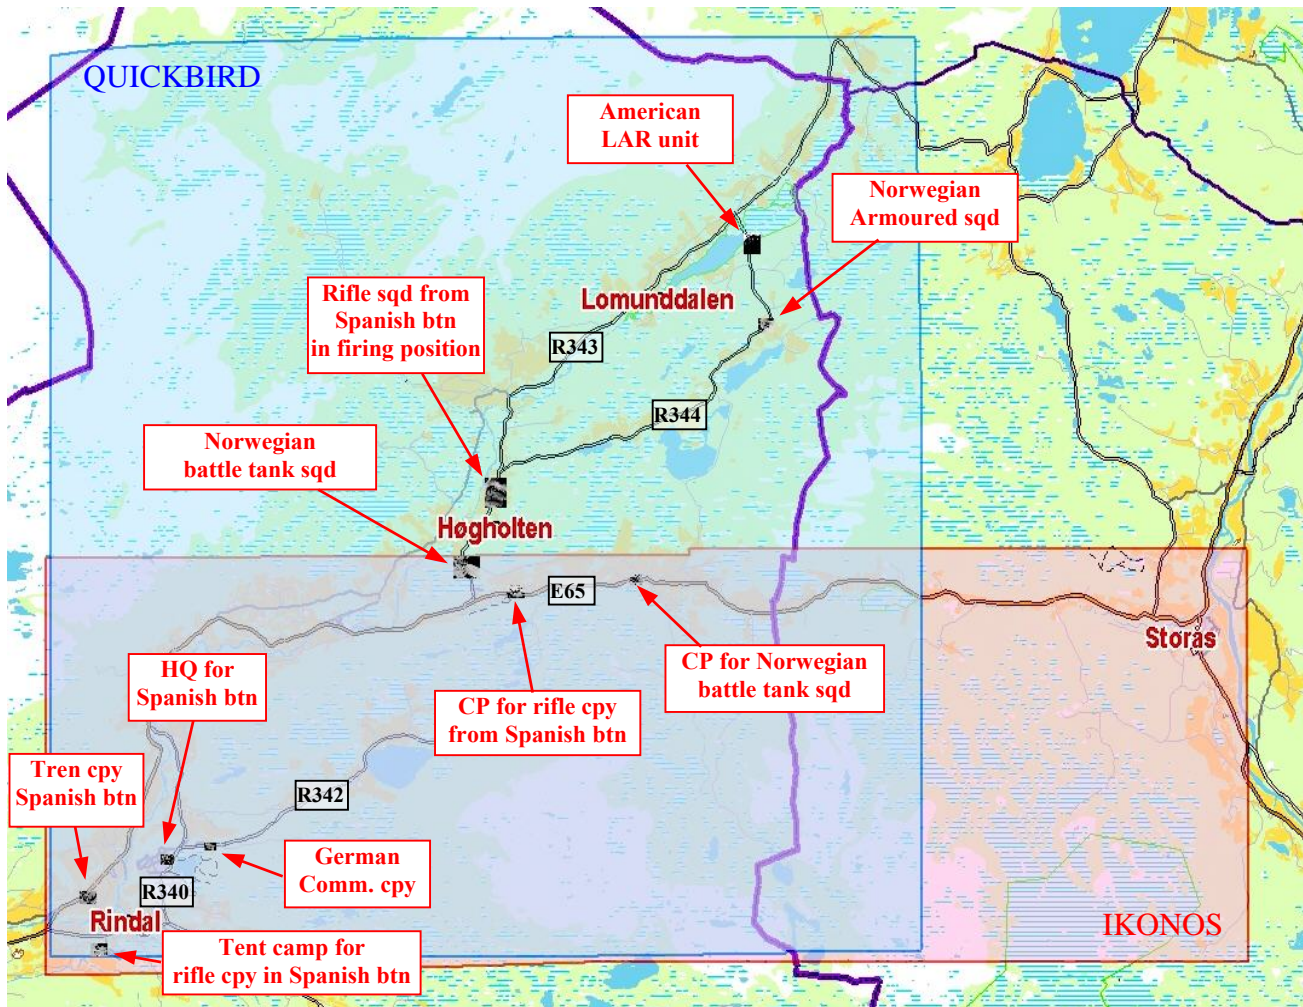 QUICKBIRD
American
LAR unit
Norwegian
Armoured sqd
Rifle sqd from
Spanish btn
in firing position
Lomunddalen
R343
R344
Norwegian
battle tank sqd
Høgholten
E65
Storås
HQ for
Spanish btn
CP for rifle cpy
from Spanish btn
CP for Norwegian
battle tank sqd
Tren cpy
Spanish btn
R342
German
Comm. cpy
R340
Rindal
IKONOS
Tent camp for
rifle cpy in Spanish btn